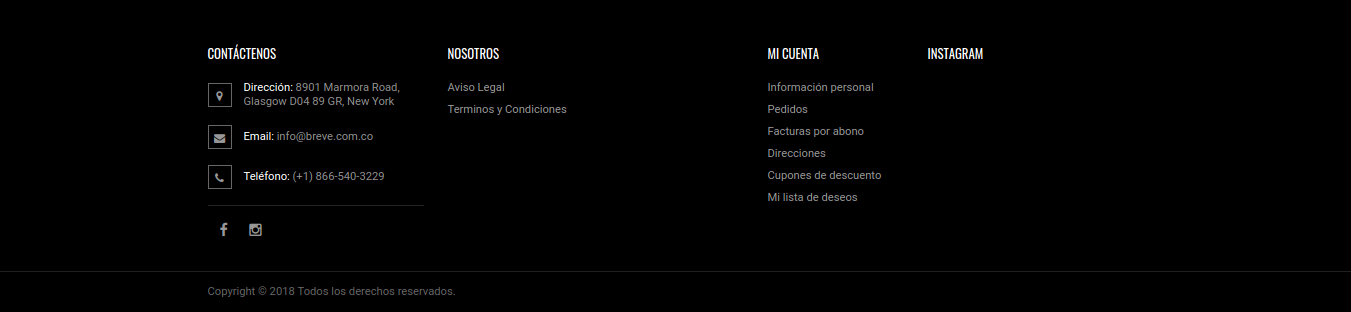 CONTÁCTENOS
Dirección: 8901 Marmora Road,
Glasgow D04 89 GR, New York
Email: info@breve.com.co
Teléfono: (+1) 866-540-3229
NOSOTROS
Aviso Legal
Terminos y Condiciones
MI CUENTA
Información personal
Pedidos
Facturas por abono
Direcciones
Cupones de descuento
Mi lista de deseos
INSTAGRAM
Copyright © 2018 Todos los derechos reservados.